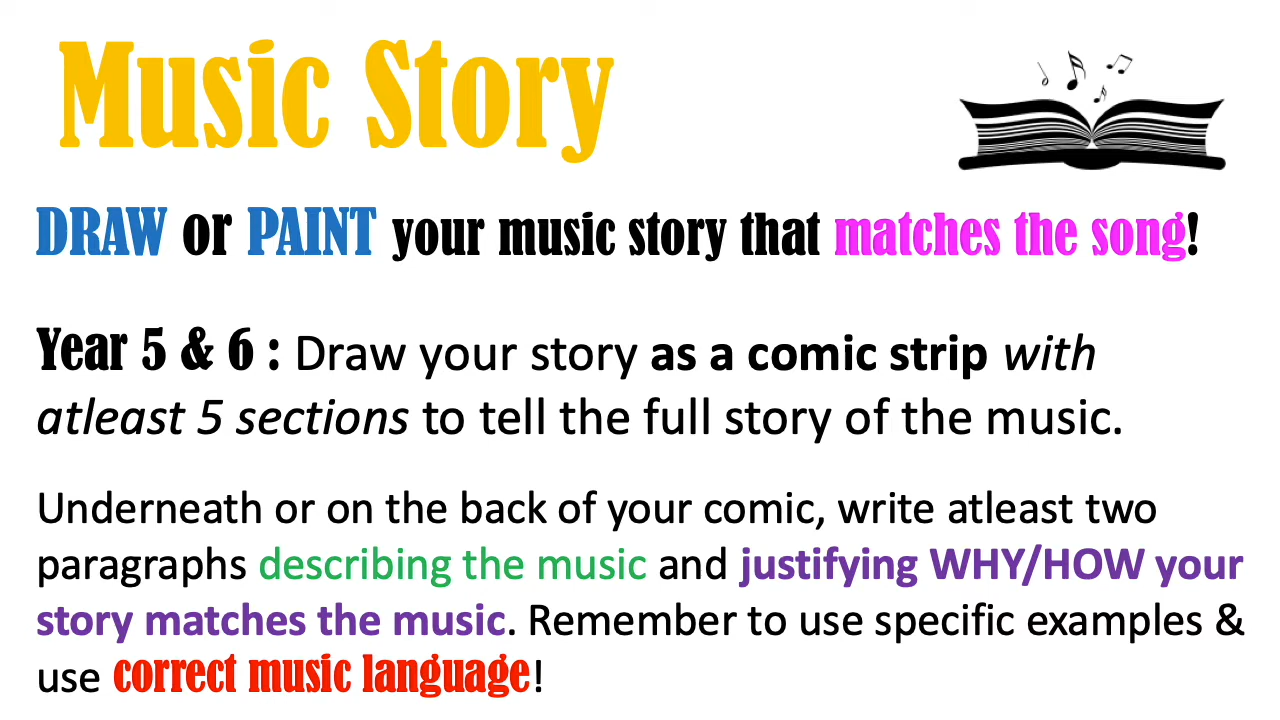 Music Story
DRAW or PAINT your music story that matches the song!
Year 5 & 6 : Draw your story as a comic strip with
atleast 5 sections to tell the full story of the music.
Underneath or on the back of your comic, write atleast two
paragraphs describing the music and justifying WHY/HOW your
story matches the music. Remember to use specific examples &
use correct music language!